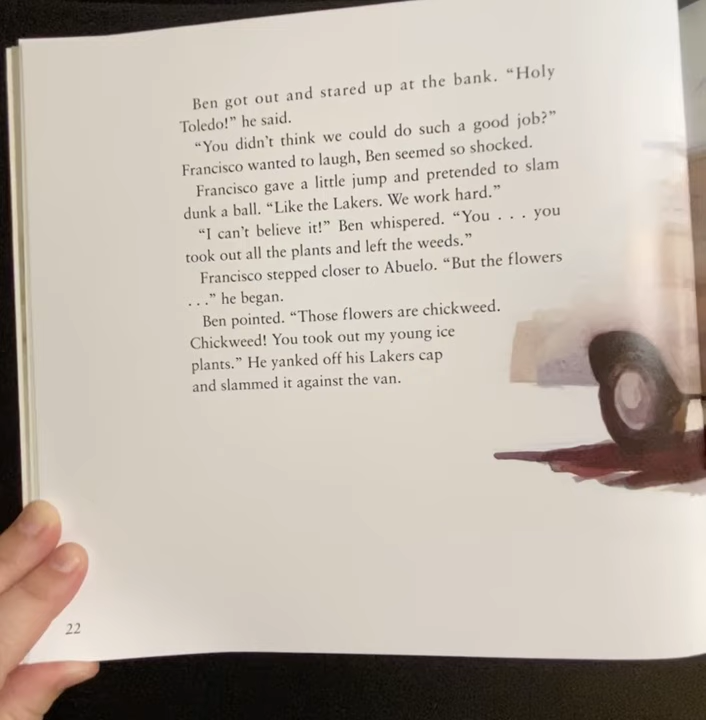 Ben got out and stared up at the bank. “Holy
Toledo!” he said.
“You didn’t think we could do such a good job?”
Francisco wanted to laugh, Ben seemed so shocked.
Francisco gave a little jump and pretended to slam
dunk a ball. “Like the Lakers. We work hard.”
“I can’t believe it!” Ben whispered. “You . . . you
took out all the plants and left the weeds.”
Francisco stepped closer to Abuelo. “But the flowers
. . .” he began.
Ben pointed. “Those flowers are chickweed.
Chickweed! You took out my young ice
plants.” He yanked off his Lakers cap
and slammed it against the van.
22